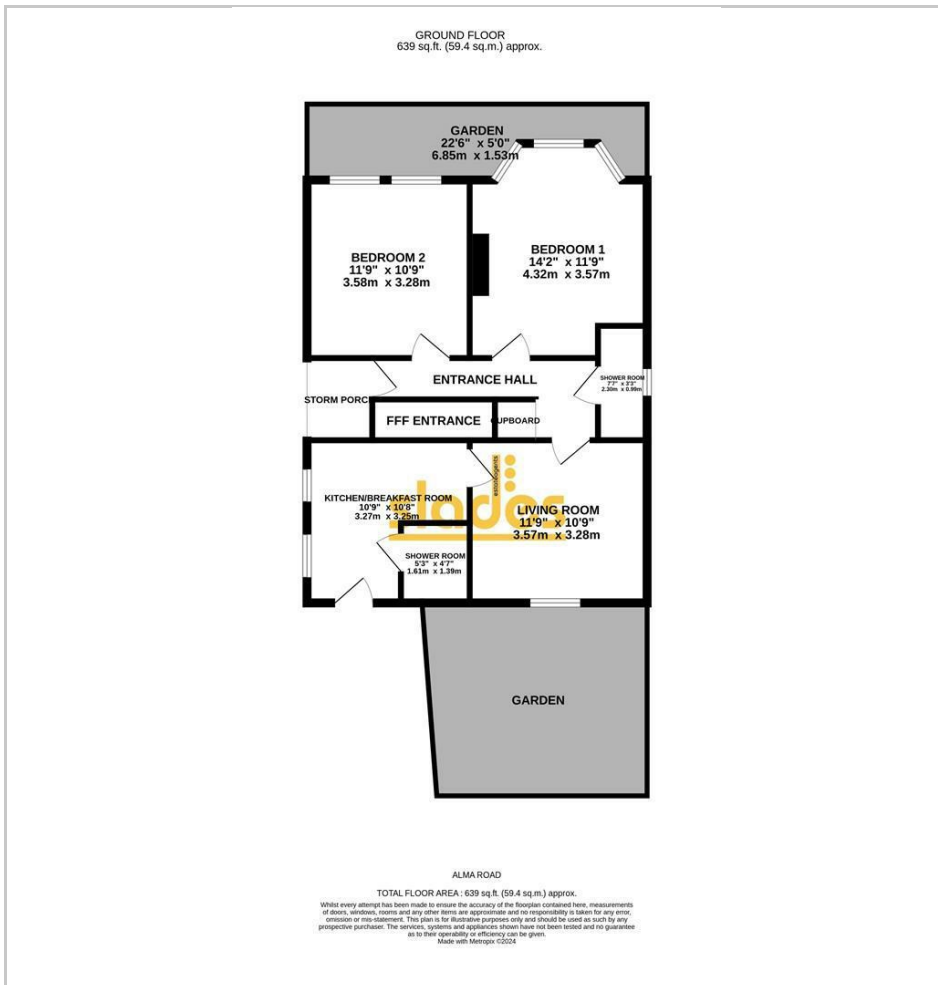 GROUND FLOOR
639 sq.ft. (59.4 sq.m.) approx.
GARDEN
22'6" x 5'0"
6.85m x 1.53m
BEDROOM 2
11'9" x 10'9"
3.58m x 3.28m
BEDROOM 1
14'2" x 11'9"
4.32m x 3.57m
ENTRANCE HALL
SHOWER ROOM
7'7" x 3'3"
2.30m x 0.99m
STORM PORC
FFF ENTRANCE
CUPBOARD
estate agents
slades
KITCHEN/BREAKFAST ROOM
10'9" x 10'8"
3.27m x 3.25m
LIVING ROOM
11'9" x 10'9"
3.57m x 3.28m
SHOWER ROOM
5'3" x 4'7"
1.61m x 1.39m
GARDEN
ALMA ROAD
TOTAL FLOOR AREA : 639 sq.ft. (59.4 sq.m.) approx.
Whilst every attempt has been made to ensure the accuracy of the floorplan contained here, measurements
of doors, windows, rooms and any other items are approximate and no responsibility is taken for any error,
omission or mis-statement. This plan is for illustrative purposes only and should be used as such by any
prospective purchaser. The services, systems and appliances shown have not been tested and no guarantee
as to their operability or efficiency can be given.
Made with Metropix ©2024